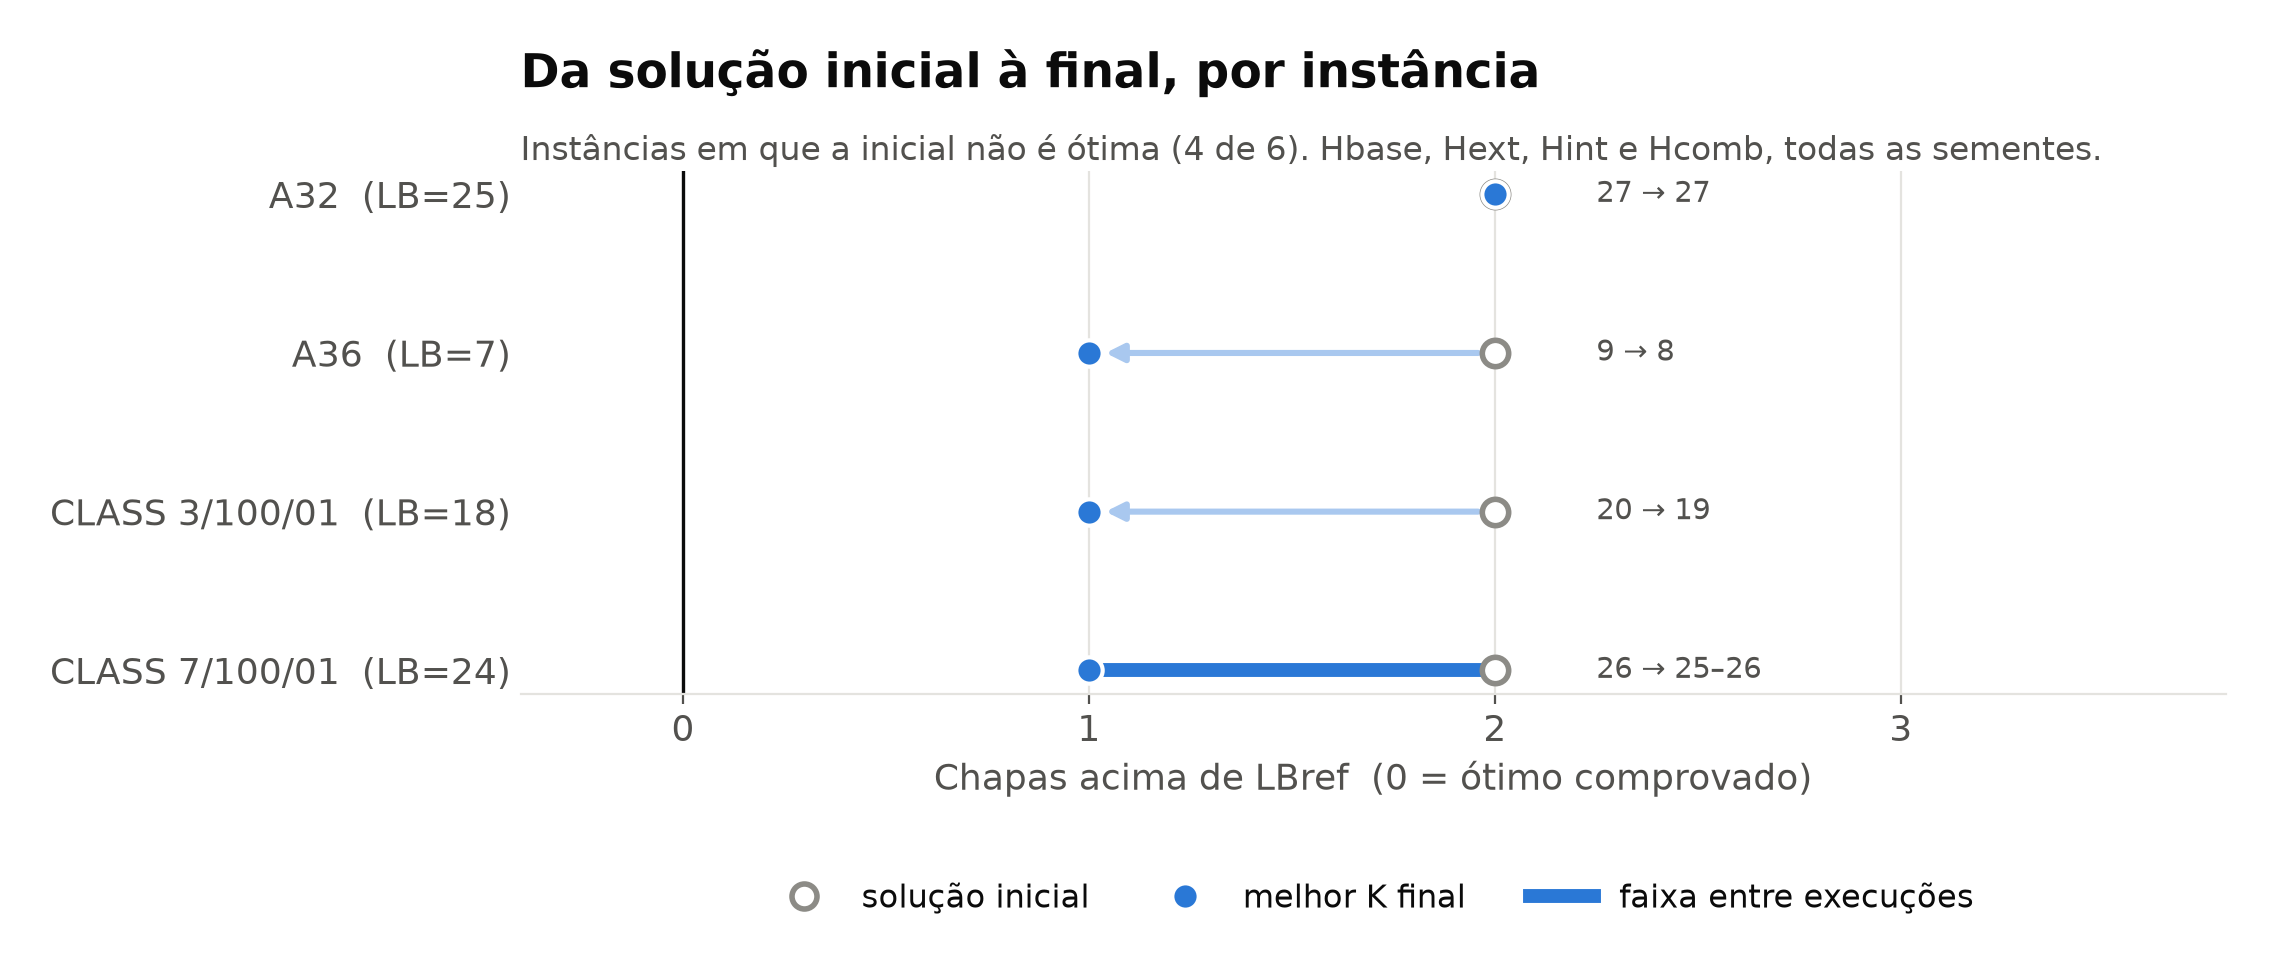 Da solução inicial à final, por instância
Instâncias em que a inicial não é ótima (4 de 6). Hbase, Hext, Hint e Hcomb, todas as sementes.
A32 (LB=25)
27 → 27
A36 (LB=7)
9 → 8
CLASS 3/100/01 (LB=18)
20 → 19
CLASS 7/100/01 (LB=24)
26 → 25–26
0 1 2 3
Chapas acima de LBref (0 = ótimo comprovado)
solução inicial melhor K final faixa entre execuções